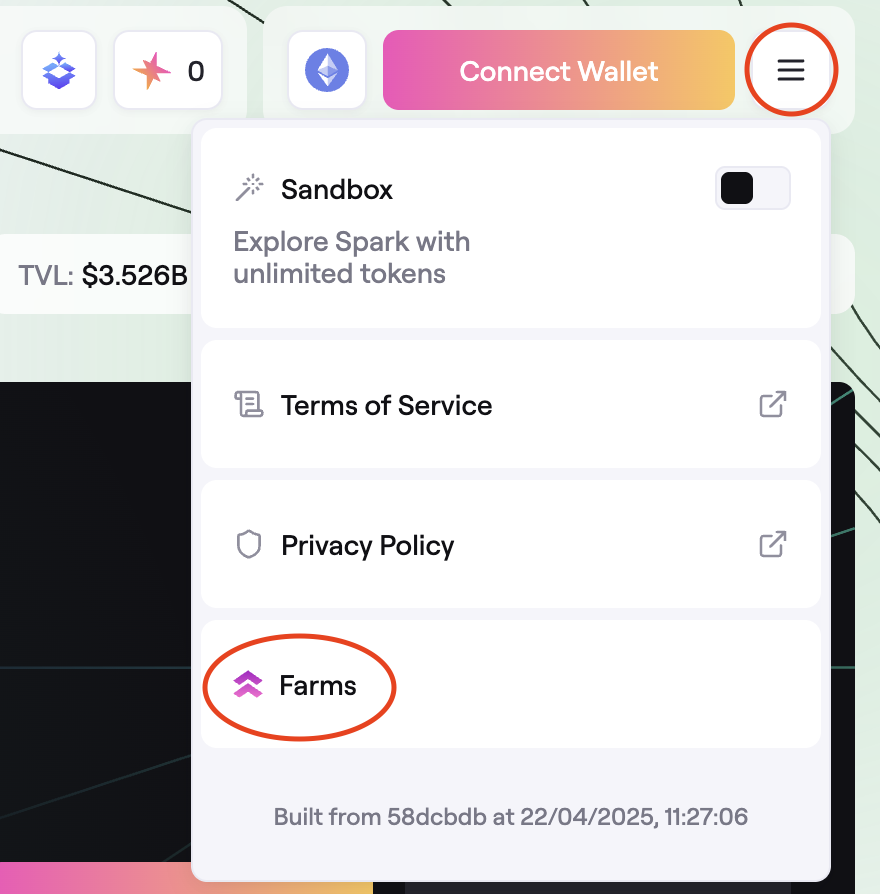 0
Connect Wallet
Sandbox
Explore Spark with
unlimited tokens
TVL: $3.526B
Terms of Service
Privacy Policy
Farms
Built from 58dcbdb at 22/04/2025, 11:27:06